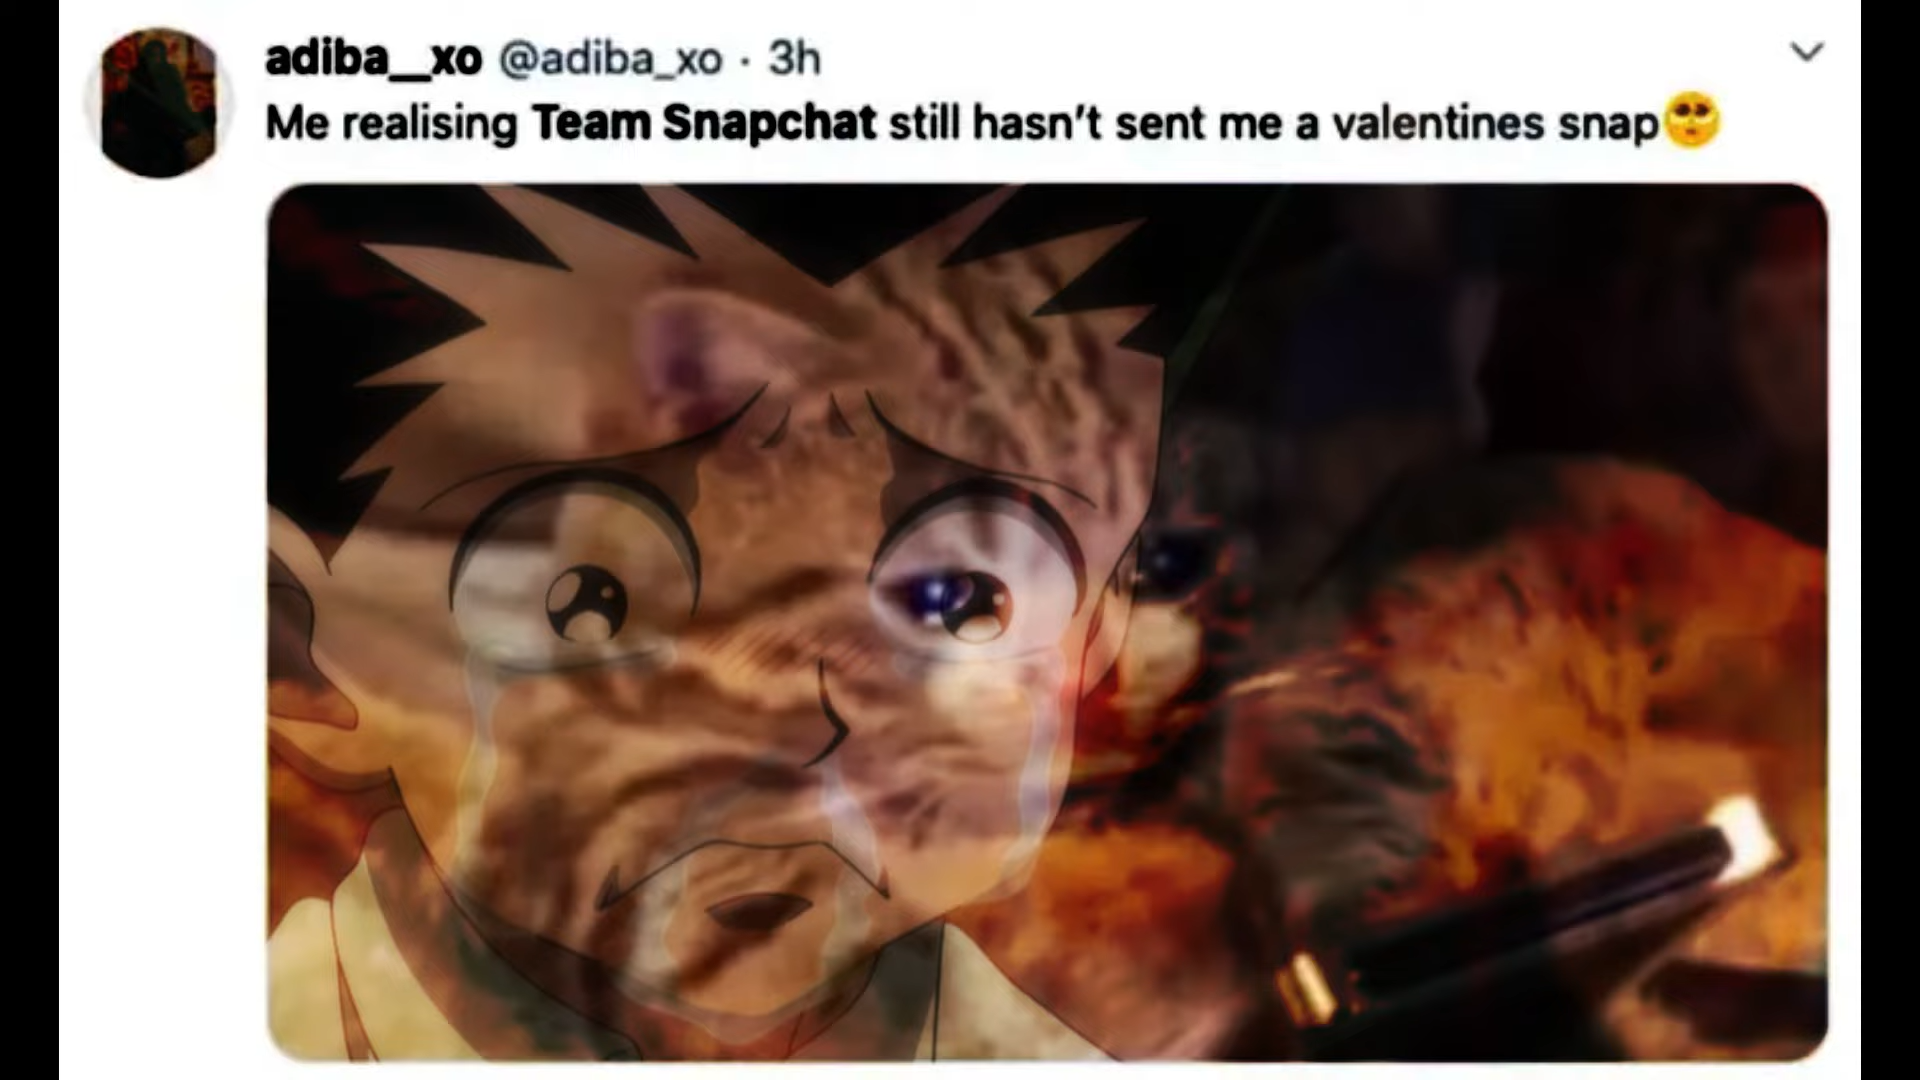 adiba__xo @adiba_xo · 3h
Me realising Team Snapchat still hasn't sent me a valentines snap🥺